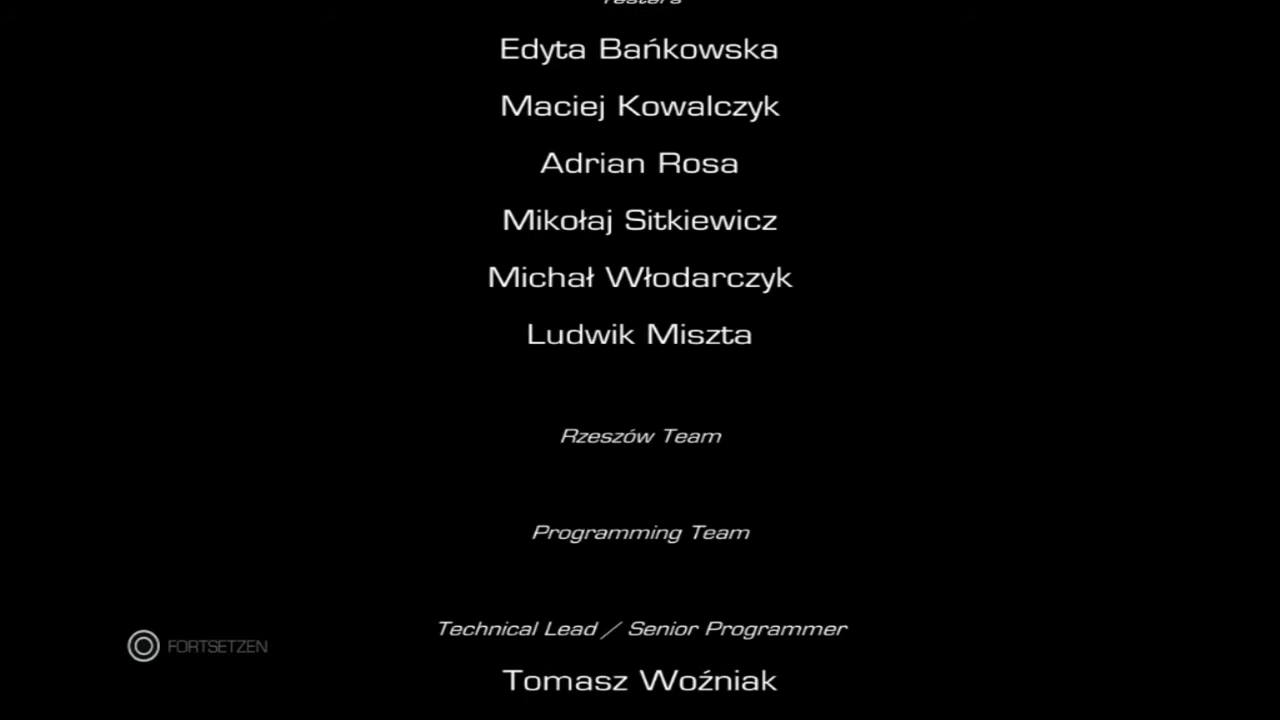 Testers
Edyta Bańkowska
Maciej Kowalczyk
Adrian Rosa
Mikołaj Sitkiewicz
Michał Włodarczyk
Ludwik Miszta
Rzeszów Team
Programming Team
Technical Lead / Senior Programmer
FORTSETZEN
Tomasz Woźniak